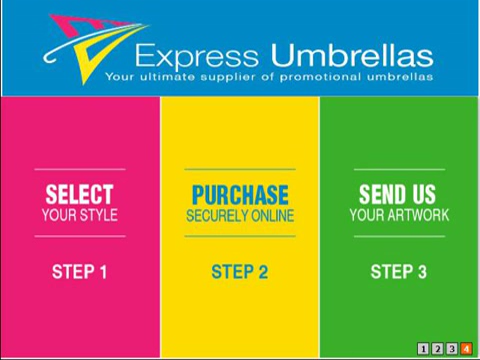 Express Umbrellas
Your ultimate supplier of promotional umbrellas
SELECT
YOUR STYLE
STEP 1
PURCHASE
SECURELY ONLINE
STEP 2
SEND US
YOUR ARTWORK
STEP 3
1 2 3 4